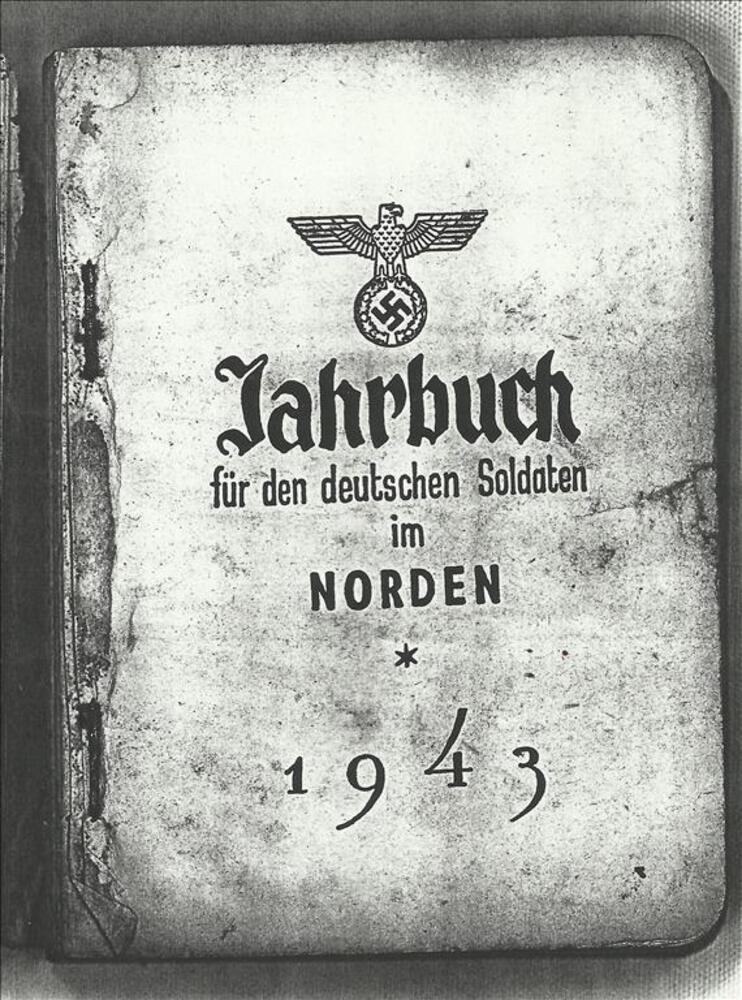 Jahrbuch
für den deutschen Soldaten
im
NORDEN
*
1943